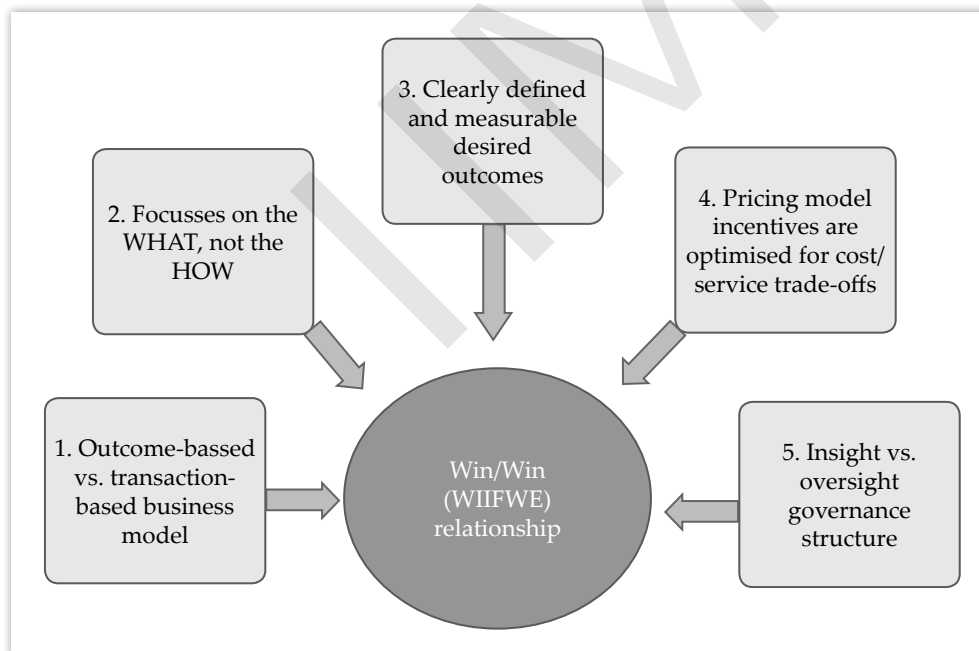 1. Outcome-bassed
vs. transaction-
based business
model
2. Focusses on the
WHAT, not the
HOW
3. Clearly defined
and measurable
desired
outcomes
4. Pricing model
incentives are
optimised for cost/
service trade-offs
5. Insight vs.
oversight
governance
structure
Win/Win
(WIIFWE)
relationship
IIM